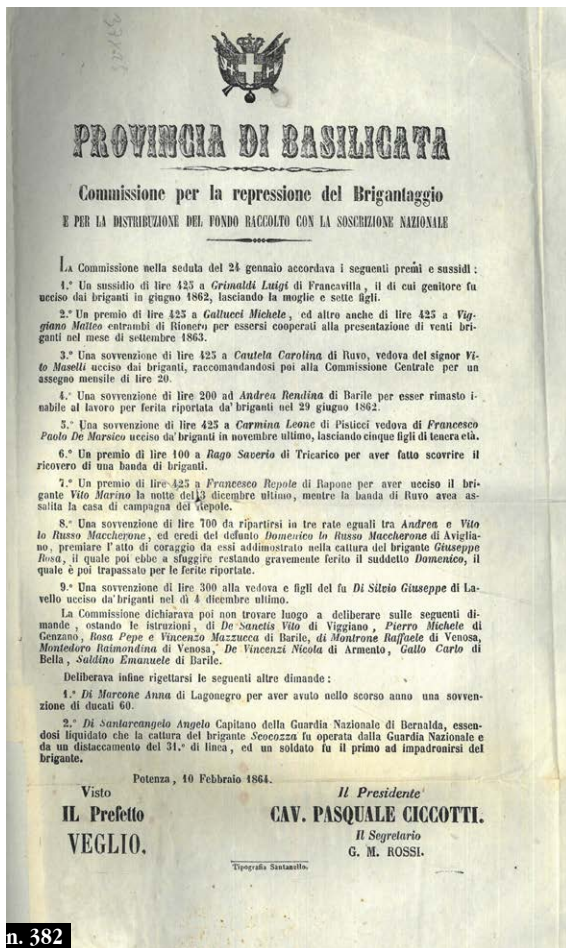 PROVINCIA DI BASILICATA
Commissione per la repressione del Brigantaggio
E PER LA DISTRIBUZIONE DEL FONDO RACCOLTO CON LA SOSCRIZIONE NAZIONALE
LA Commissione nella seduta del 24 gennaio accordava i seguenti premi e sussidi :
1.° Un sussidio di lire 425 a Grimaldi Luigi di Francavilla, il di cui genitore fu
ucciso dai briganti in giugno 1862, lasciando la moglie e sette figli.
2.° Un premio di lire 425 a Gallucci Michele, ed altro anche di lire 425 a Vig-
giano Matteo entrambi di Rionero per essersi cooperati alla presentazione di venti bri-
ganti nel mese di settembre 1863.
3.° Una sovvenzione di lire 425 a Cautela Carolina di Ruvo, vedova del signor Vi-
to Maselli ucciso dai briganti, raccomandandosi poi alla Commissione Centrale per un
assegno mensile di lire 20.
4.° Una sovvenzione di lire 200 ad Andrea Rendina di Barile per esser rimasto i-
nabile al lavoro per ferita riportata da' briganti nel 29 giugno 1862.
5.° Una sovvenzione di lire 425 a Carmina Leone di Pisticci vedova di Francesco
Paolo De Marsico ucciso da' briganti in novembre ultimo, lasciando cinque figli di tenera età.
6.° Un premio di lire 100 a Rago Saverio di Tricarico per aver fatto scovrire il
ricovero di una banda di briganti.
7.° Un premio di lire 425 a Francesco Repole di Rapone per aver ucciso il bri-
gante Vito Marino la notte del 3 dicembre ultimo, mentre la banda di Ruvo avea as-
salita la casa di campagna del Repole.
8.° Una sovvenzione di lire 700 da ripartirsi in tre rate eguali tra Andrea e Vito
lo Russo Maccherone, ed eredi del defunto Domenico lo Russo Maccherone di Aviglia-
no, premiare l'atto di coraggio da essi addimostrato nella cattura del brigante Giuseppe
Rosa, il quale poi ebbe a sfuggire restando gravemente ferito il suddetto Domenico, il
quale è poi trapassato per le ferite riportate.
9.° Una sovvenzione di lire 300 alla vedova e figli del fu Di Silvio Giuseppe di La-
vello ucciso da' briganti nel dì 4 dicembre ultimo.
La Commissione dichiarava poi non trovare luogo a deliberare sulle seguenti di-
mande , ostando le istruzioni, di De Sanctis Vito di Viggiano , Pierro Michele di
Genzano, Rosa Pepe e Vincenzo Mazzucca di Barile, di Montrone Raffaele di Venosa,
Montedoro Raimondina di Venosa, De Vincenzi Nicola di Armento, Gallo Carlo di
Bella , Saldino Emanuele di Barile.
Deliberava infine rigettarsi le seguenti altre dimande :
1.° Di Marcone Anna di Lagonegro per aver avuto nello scorso anno una sovven-
zione di ducati 60.
2.° Di Santarcangelo Angelo Capitano della Guardia Nazionale di Bernalda, essen-
dosi liquidato che la cattura del brigante Scocozza fu operata dalla Guardia Nazionale e
da un distaccamento del 31.° di linea, ed un soldato fu il primo ad impadronirsi del
brigante.
Potenza, 10 Febbraio 1864.
Visto
IL Prefetto
VEGLIO.
Il Presidente
CAV. PASQUALE CICCOTTI.
Il Segretario
G. M. ROSSI.
Tipografia Santanello.
n. 382